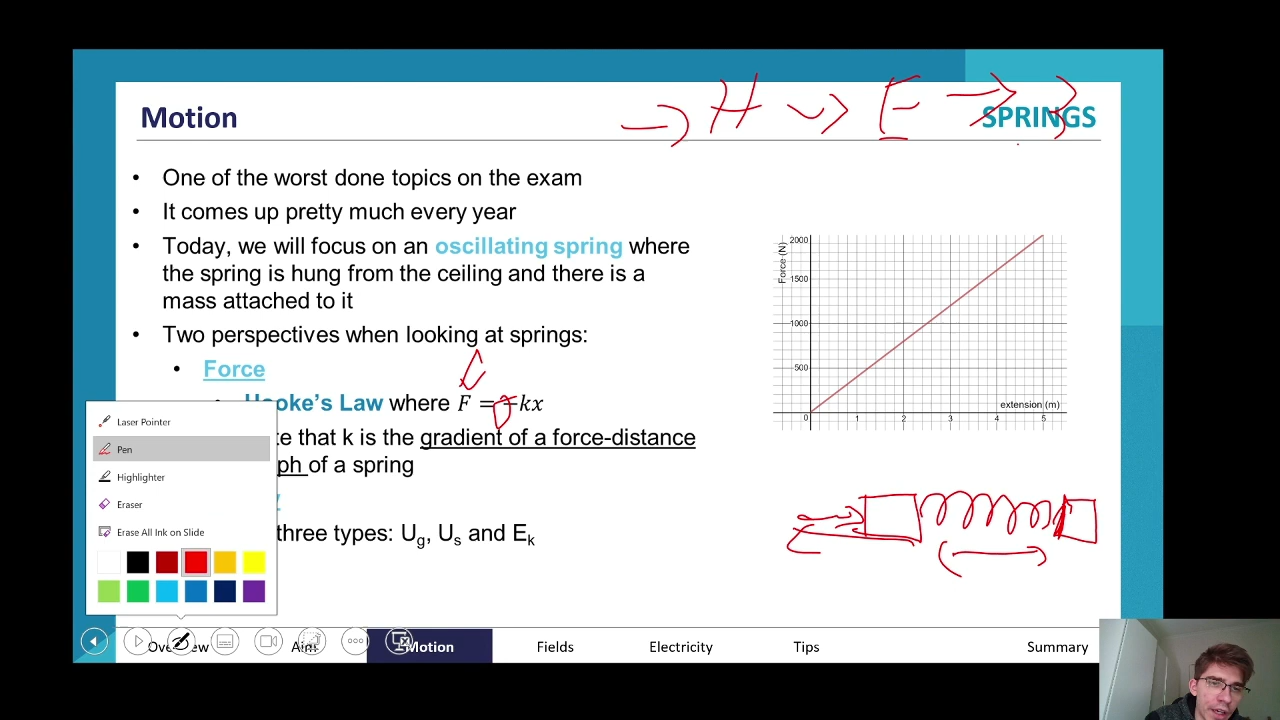 Motion
SPRINGS
→ H → E → 3
• One of the worst done topics on the exam
• It comes up pretty much every year
• Today, we will focus on an oscillating spring where
the spring is hung from the ceiling and there is a
mass attached to it
• Two perspectives when looking at springs:
• Force
Hooke's Law where F = −kx
that k is the gradient of a force-distance
ph of a spring
three types: Ug, Us and Ek
Force (N)
2000
1500
1000
500
0 1 2 3 4 5
extension (m)
Laser Pointer
Pen
Highlighter
Eraser
Erase All Ink on Slide
Motion
Fields
Electricity
Tips
Summary